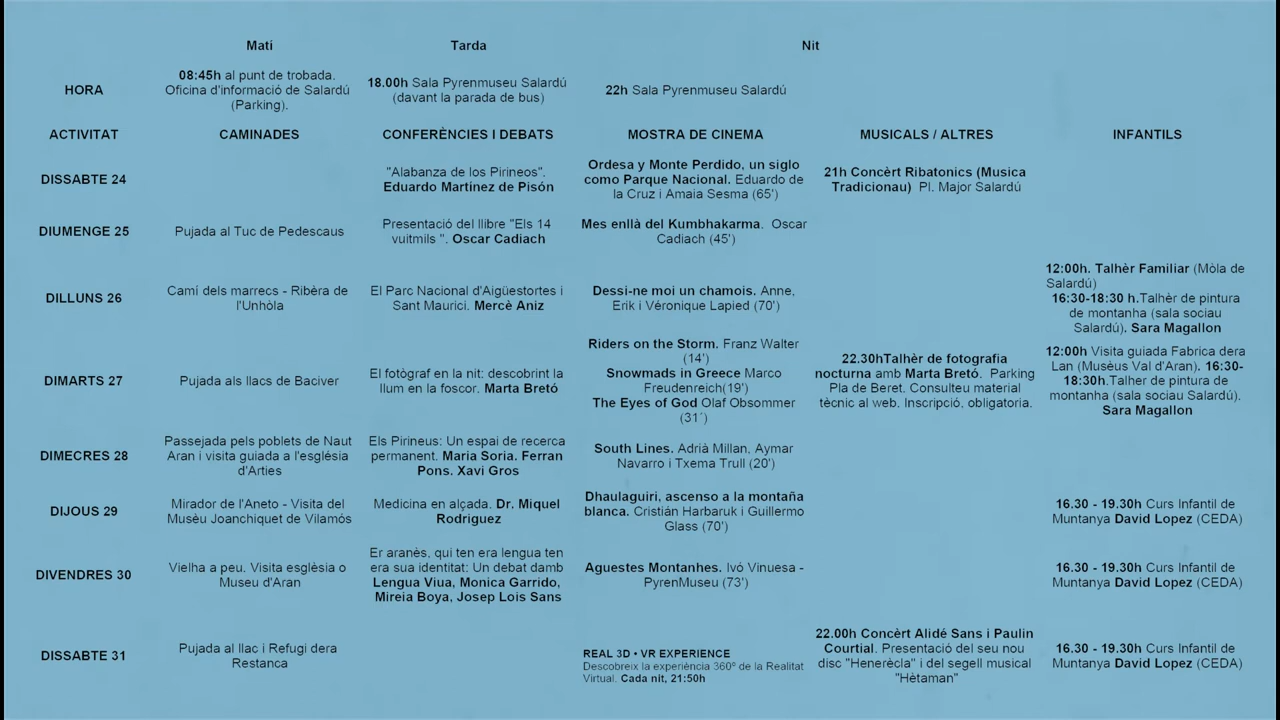 Matí Tarda Nit
HORA
08:45h al punt de trobada.
Oficina d'informació de Salardú
(Parking).
18.00h Sala Pyrenmuseu Salardú
(davant la parada de bus)
22h Sala Pyrenmuseu Salardú
ACTIVITAT CAMINADES CONFERÈNCIES I DEBATS MOSTRA DE CINEMA MUSICALS / ALTRES INFANTILS
DISSABTE 24
"Alabanza de los Pirineos".
Eduardo Martínez de Pisón
Ordesa y Monte Perdido, un siglo
como Parque Nacional. Eduardo de
la Cruz i Amaia Sesma (65')
21h Concèrt Ribatonics (Musica
Tradicionau) Pl. Major Salardú
DIUMENGE 25
Pujada al Tuc de Pedescaus
Presentació del llibre "Els 14
vuitmils ". Oscar Cadiach
Mes enllà del Kumbhakarma. Oscar
Cadiach (45')
DILLUNS 26
Camí dels marrecs - Ribèra de
l'Unhòla
El Parc Nacional d'Aigüestortes i
Sant Maurici. Mercè Aniz
Dessi-ne moi un chamois. Anne,
Erik i Véronique Lapied (70')
12:00h. Talhèr Familiar (Mòla de
Salardú)
16:30-18:30 h.Talhèr de pintura
de montanha (sala sociau
Salardú). Sara Magallon
DIMARTS 27
Pujada als llacs de Baciver
El fotògraf en la nit: descobrint la
llum en la foscor. Marta Bretó
Riders on the Storm. Franz Walter
(14')
Snowmads in Greece Marco
Freudenreich(19')
The Eyes of God Olaf Obsommer
(31´)
22.30hTalhèr de fotografia
nocturna amb Marta Bretó. Parking
Pla de Beret. Consulteu material
tècnic al web. Inscripció, obligatoria.
12:00h Visita guiada Fabrica dera
Lan (Musèus Val d'Aran). 16:30-
18:30h.Talher de pintura de
montanha (sala sociau Salardú).
Sara Magallon
DIMECRES 28
Passejada pels poblets de Naut
Aran i visita guiada a l'església
d'Arties
Els Pirineus: Un espai de recerca
permanent. Maria Soria. Ferran
Pons. Xavi Gros
South Lines. Adrià Millan, Aymar
Navarro i Txema Trull (20')
DIJOUS 29
Mirador de l'Aneto - Visita del
Musèu Joanchiquet de Vilamós
Medicina en alçada. Dr. Miquel
Rodriguez
Dhaulaguiri, ascenso a la montaña
blanca. Cristián Harbaruk i Guillermo
Glass (70')
16.30 - 19.30h Curs Infantil de
Muntanya David Lopez (CEDA)
DIVENDRES 30
Vielha a peu. Visita esglèsia o
Museu d'Aran
Er aranès, qui ten era lengua ten
era sua identitat: Un debat damb
Lengua Viua, Monica Garrido,
Mireia Boya, Josep Lois Sans
Aguestes Montanhes. Ivó Vinuesa -
PyrenMuseu (73')
16.30 - 19.30h Curs Infantil de
Muntanya David Lopez (CEDA)
DISSABTE 31
Pujada al llac i Refugi dera
Restanca
REAL 3D • VR EXPERIENCE
Descobreix la experiència 360º de la Realitat
Virtual. Cada nit, 21:50h
22.00h Concèrt Alidé Sans i Paulin
Courtial. Presentació del seu nou
disc "Henerècla" i del segell musical
"Hètaman"
16.30 - 19.30h Curs Infantil de
Muntanya David Lopez (CEDA)